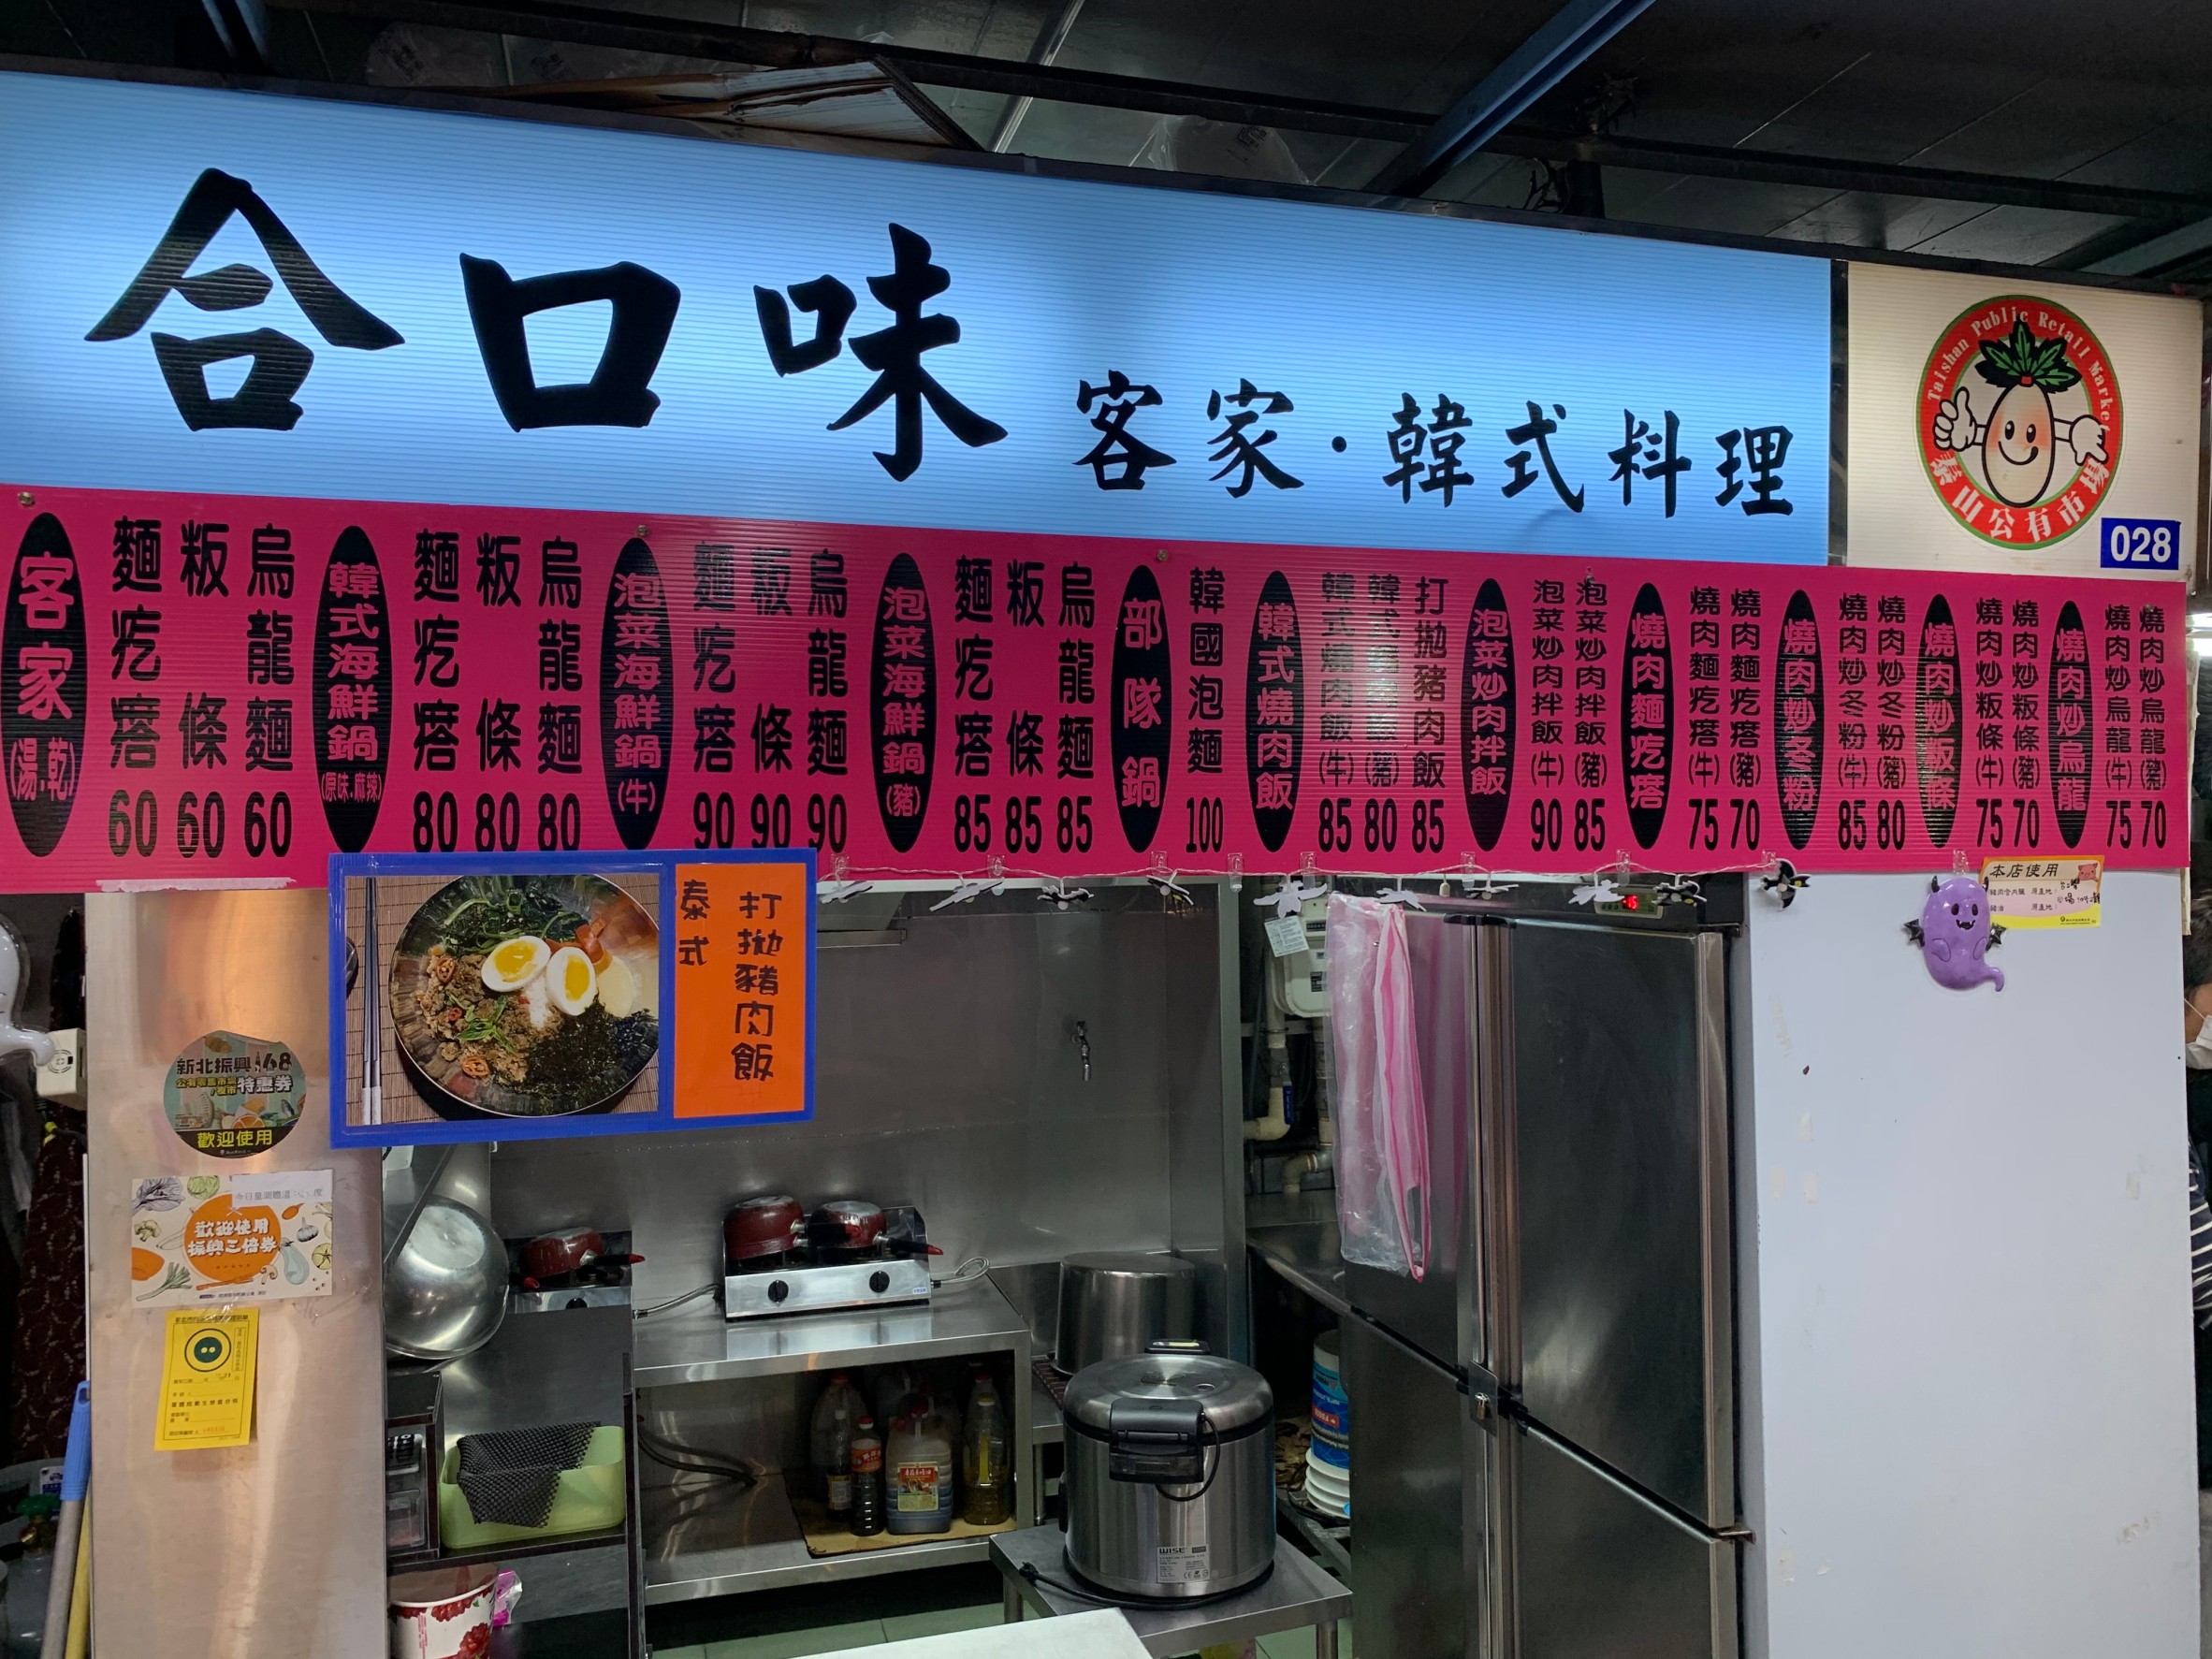 合口味 客家·韓式料理
Taishan Public Retail Market
泰山公有市場
028
客家(湯.乾)
麵疙瘩 60
粄條 60
烏龍麵 60
韓式海鮮鍋(原味.麻辣)
麵疙瘩 80
粄條 80
烏龍麵 80
泡菜海鮮鍋(牛)
麵疙瘩 90
粄條 90
烏龍麵 90
泡菜海鮮鍋(豬)
麵疙瘩 85
粄條 85
烏龍麵 85
部隊鍋
韓國泡麵 100
韓式燒肉飯
韓式燒肉飯(牛) 85
韓式燒肉飯(豬) 80
打拋豬肉飯 85
泡菜炒肉拌飯
泡菜炒肉拌飯(牛) 90
泡菜炒肉拌飯(豬) 85
燒肉麵疙瘩
燒肉麵疙瘩(牛) 75
燒肉麵疙瘩(豬) 70
燒肉炒冬粉
燒肉炒冬粉(牛) 85
燒肉炒冬粉(豬) 80
燒肉炒粄條
燒肉炒粄條(牛) 75
燒肉炒粄條(豬) 70
燒肉炒烏龍
燒肉炒烏龍(牛) 75
燒肉炒烏龍(豬) 70
泰式
打拋豬肉飯
本店使用
新北振興168
特惠券
歡迎使用
歡迎使用
振興三倍券
WISE